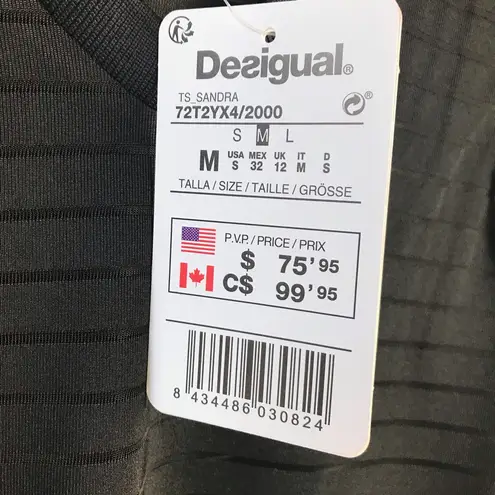 Desigual®
TS_SANDRA
72T2YX4/2000
S M L
M USA S MEX 32 UK 12 IT M D S
TALLA / SIZE / TAILLE / GRÖSSE
P.V.P. / PRICE / PRIX
$ 75'95
C$ 99'95
8 434486 030824